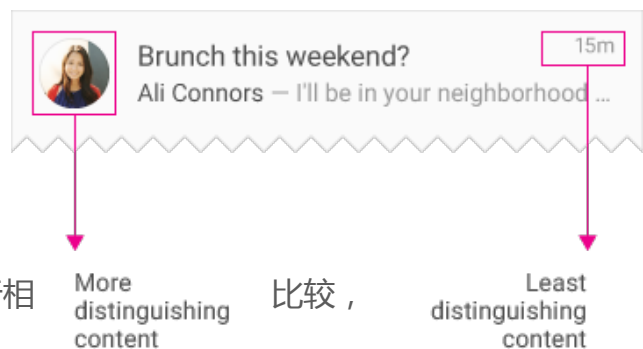 Brunch this weekend?
15m
Ali Connors — I'll be in your neighborhood ...
相
More
distinguishing
content
比较，
Least
distinguishing
content